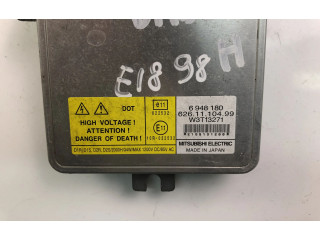 E18 98 H
DOT
HIGH VOLTAGE !
ATTENTION !
DANGER OF DEATH !
e11
E11
6 948 180
626.11.104.99
W3T13271
MITSUBISHI ELECTRIC
MADE IN JAPAN